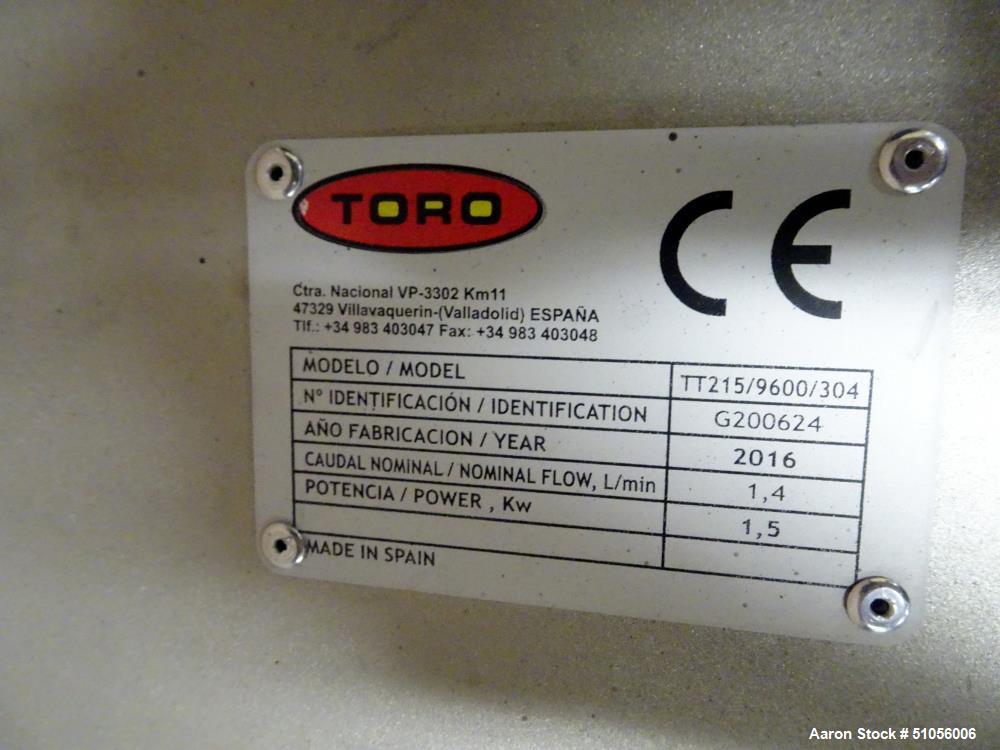 TORO
CE
Ctra. Nacional VP-3302 Km11
47329 Villavaquerin-(Valladolid) ESPAÑA
Tlf.: +34 983 403047 Fax: +34 983 403048
MODELO / MODEL TT215/9600/304
Nº IDENTIFICACIÓN / IDENTIFICATION G200624
AÑO FABRICACION / YEAR 2016
CAUDAL NOMINAL / NOMINAL FLOW, L/min 1,4
POTENCIA / POWER , Kw 1,5
MADE IN SPAIN
Aaron Stock # 51056006